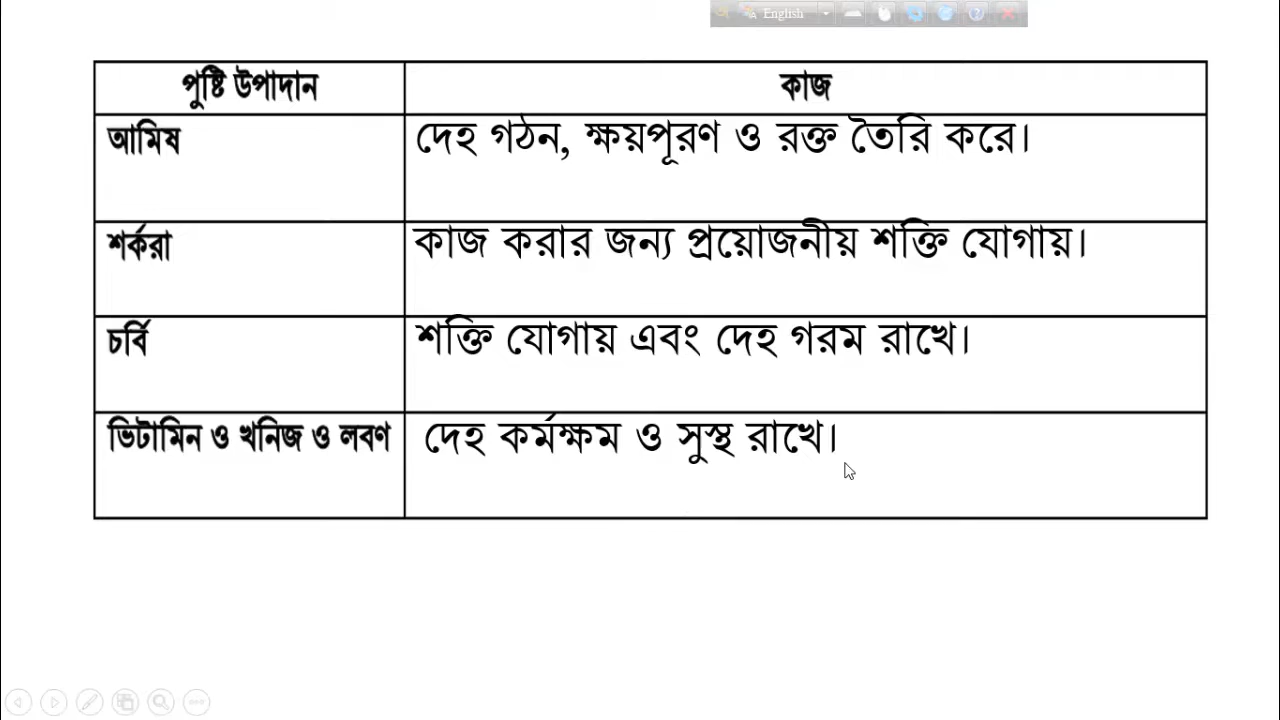 English
পুষ্টি উপাদান কাজ
আমিষ দেহ গঠন, ক্ষয়পূরণ ও রক্ত তৈরি করে।
শর্করা কাজ করার জন্য প্রয়োজনীয় শক্তি যোগায়।
চর্বি শক্তি যোগায় এবং দেহ গরম রাখে।
ভিটামিন ও খনিজ ও লবণ দেহ কর্মক্ষম ও সুস্থ রাখে।